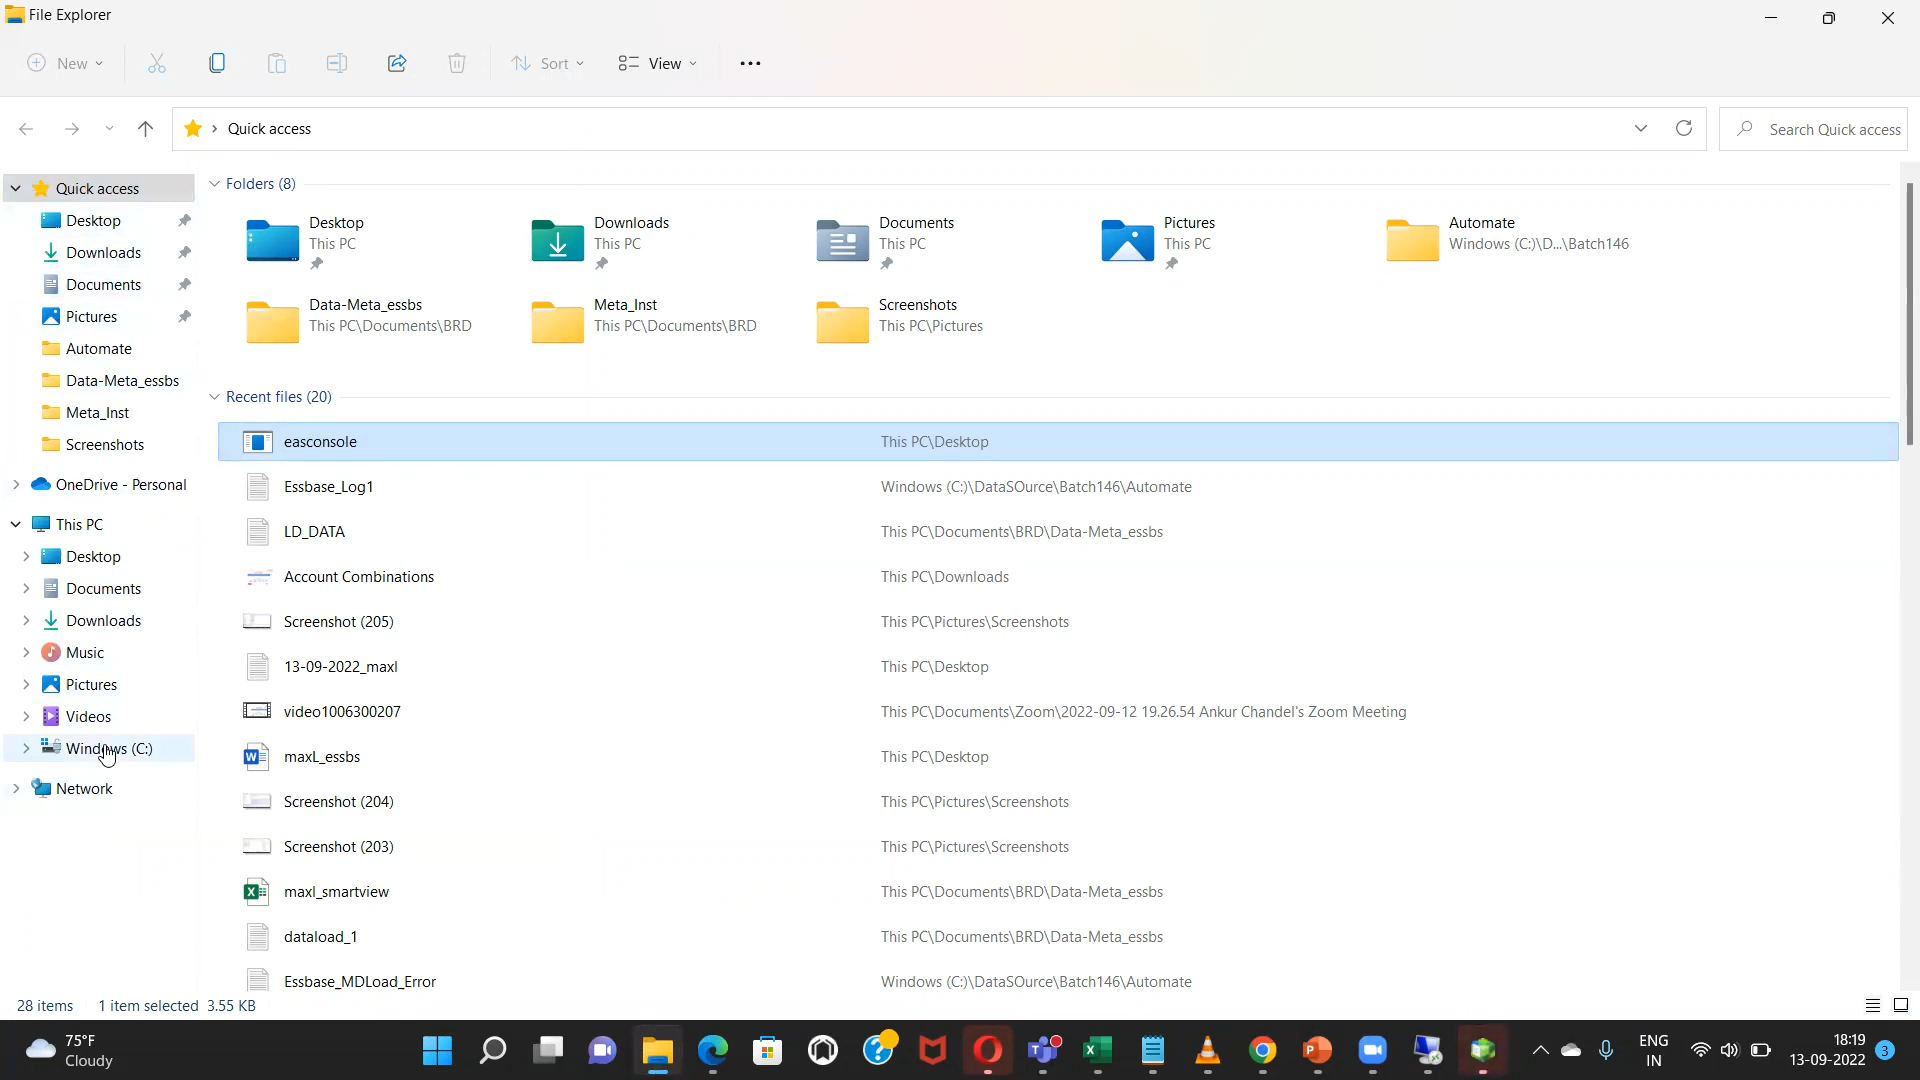 File Explorer
New
Sort
View
Quick access
Search Quick access
Quick access
Desktop
Downloads
Documents
Pictures
Automate
Data-Meta_essbs
Meta_Inst
Screenshots
OneDrive - Personal
This PC
Desktop
Documents
Downloads
Music
Pictures
Videos
Windows (C:)
Network
Folders (8)
Desktop
This PC
Downloads
This PC
Documents
This PC
Pictures
This PC
Automate
Windows (C:)\D...\Batch146
Data-Meta_essbs
This PC\Documents\BRD
Meta_Inst
This PC\Documents\BRD
Screenshots
This PC\Pictures
Recent files (20)
easconsole This PC\Desktop
Essbase_Log1 Windows (C:)\DataSOurce\Batch146\Automate
LD_DATA This PC\Documents\BRD\Data-Meta_essbs
Account Combinations This PC\Downloads
Screenshot (205) This PC\Pictures\Screenshots
13-09-2022_maxl This PC\Desktop
video1006300207 This PC\Documents\Zoom\2022-09-12 19.26.54 Ankur Chandel's Zoom Meeting
maxL_essbs This PC\Desktop
Screenshot (204) This PC\Pictures\Screenshots
Screenshot (203) This PC\Pictures\Screenshots
maxl_smartview This PC\Documents\BRD\Data-Meta_essbs
dataload_1 This PC\Documents\BRD\Data-Meta_essbs
Essbase_MDLoad_Error Windows (C:)\DataSOurce\Batch146\Automate
28 items 1 item selected 3.55 KB
75°F
Cloudy
ENG
IN
18:19
13-09-2022
3